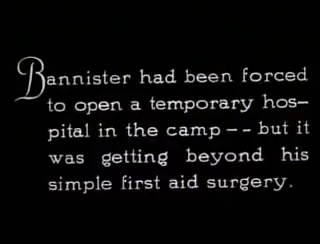 Bannister had been forced
to open a temporary hos-
pital in the camp -- but it
was getting beyond his
simple first aid surgery.